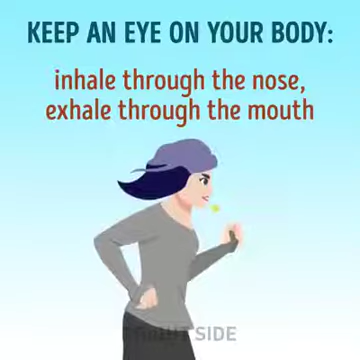 KEEP AN EYE ON YOUR BODY:
inhale through the nose,
exhale through the mouth
SIDE